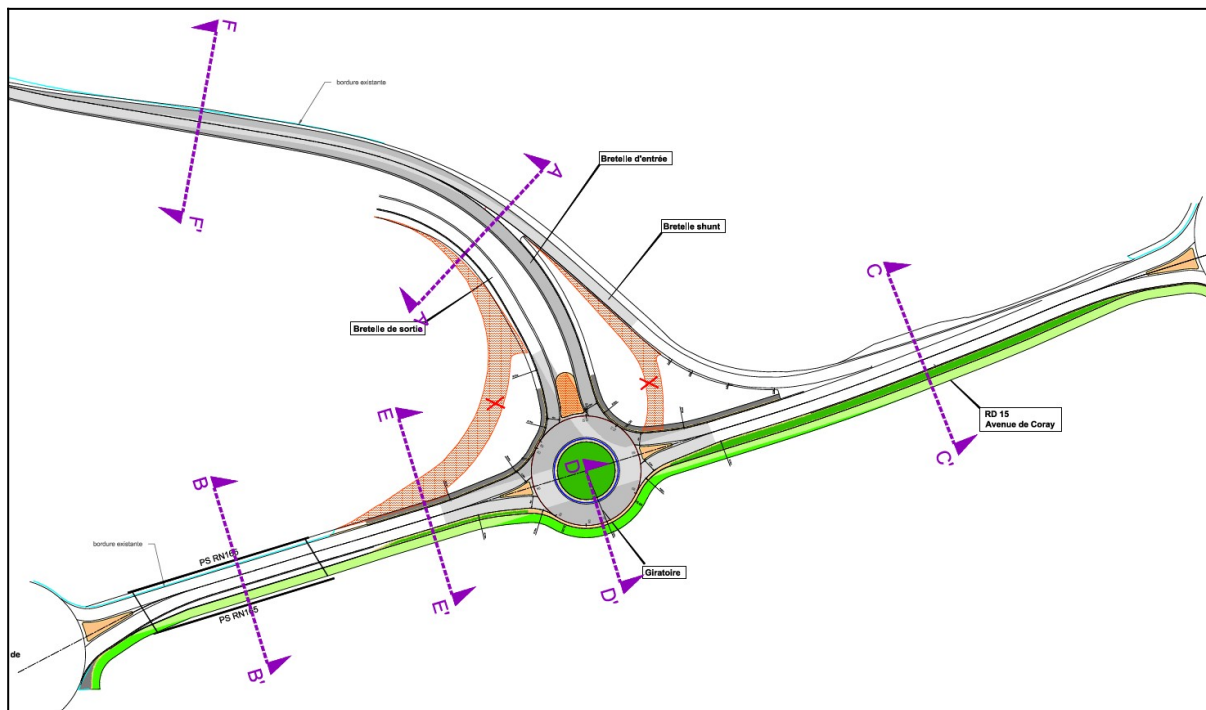 F
bordure existante
Bretelle d'entrée
A
Bretelle shunt
F'
C
Bretelle de sortie
A'
RD 15
Avenue de Coray
E
C'
D
B
bordure existante
PS RN165
Giratoire
D'
E'
PS RN165
de
B'